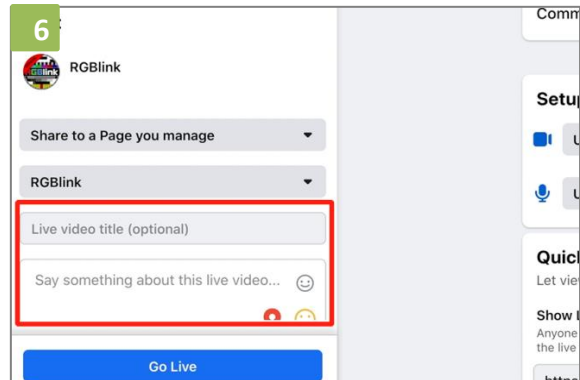 6
RGBlink
Share to a Page you manage
RGBlink
Live video title (optional)
Say something about this live video...
Go Live
Comm
Setu
Quic
Let vie
Show
Anyone
the live